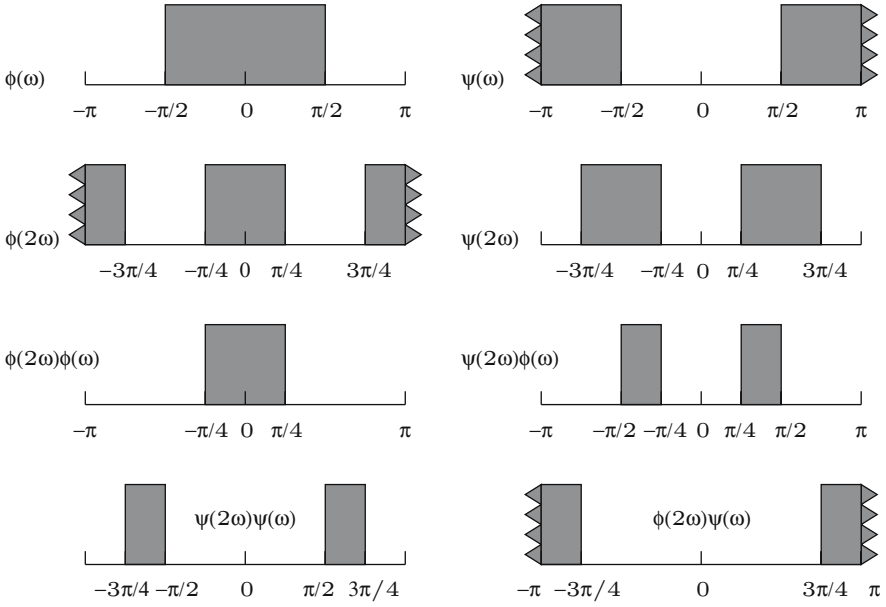 ϕ(ω)
−π −π/2 0 π/2 π
ψ(ω)
−π −π/2 0 π/2 π
ϕ(2ω)
−3π/4 −π/4 0 π/4 3π/4
ψ(2ω)
−3π/4 −π/4 0 π/4 3π/4
ϕ(2ω)ϕ(ω)
−π −π/4 0 π/4 π
ψ(2ω)ϕ(ω)
−π −π/2 −π/4 0 π/4 π/2 π
ψ(2ω)ψ(ω)
−3π/4 −π/2 0 π/2 3π/4
ϕ(2ω)ψ(ω)
−π −3π/4 0 3π/4 π